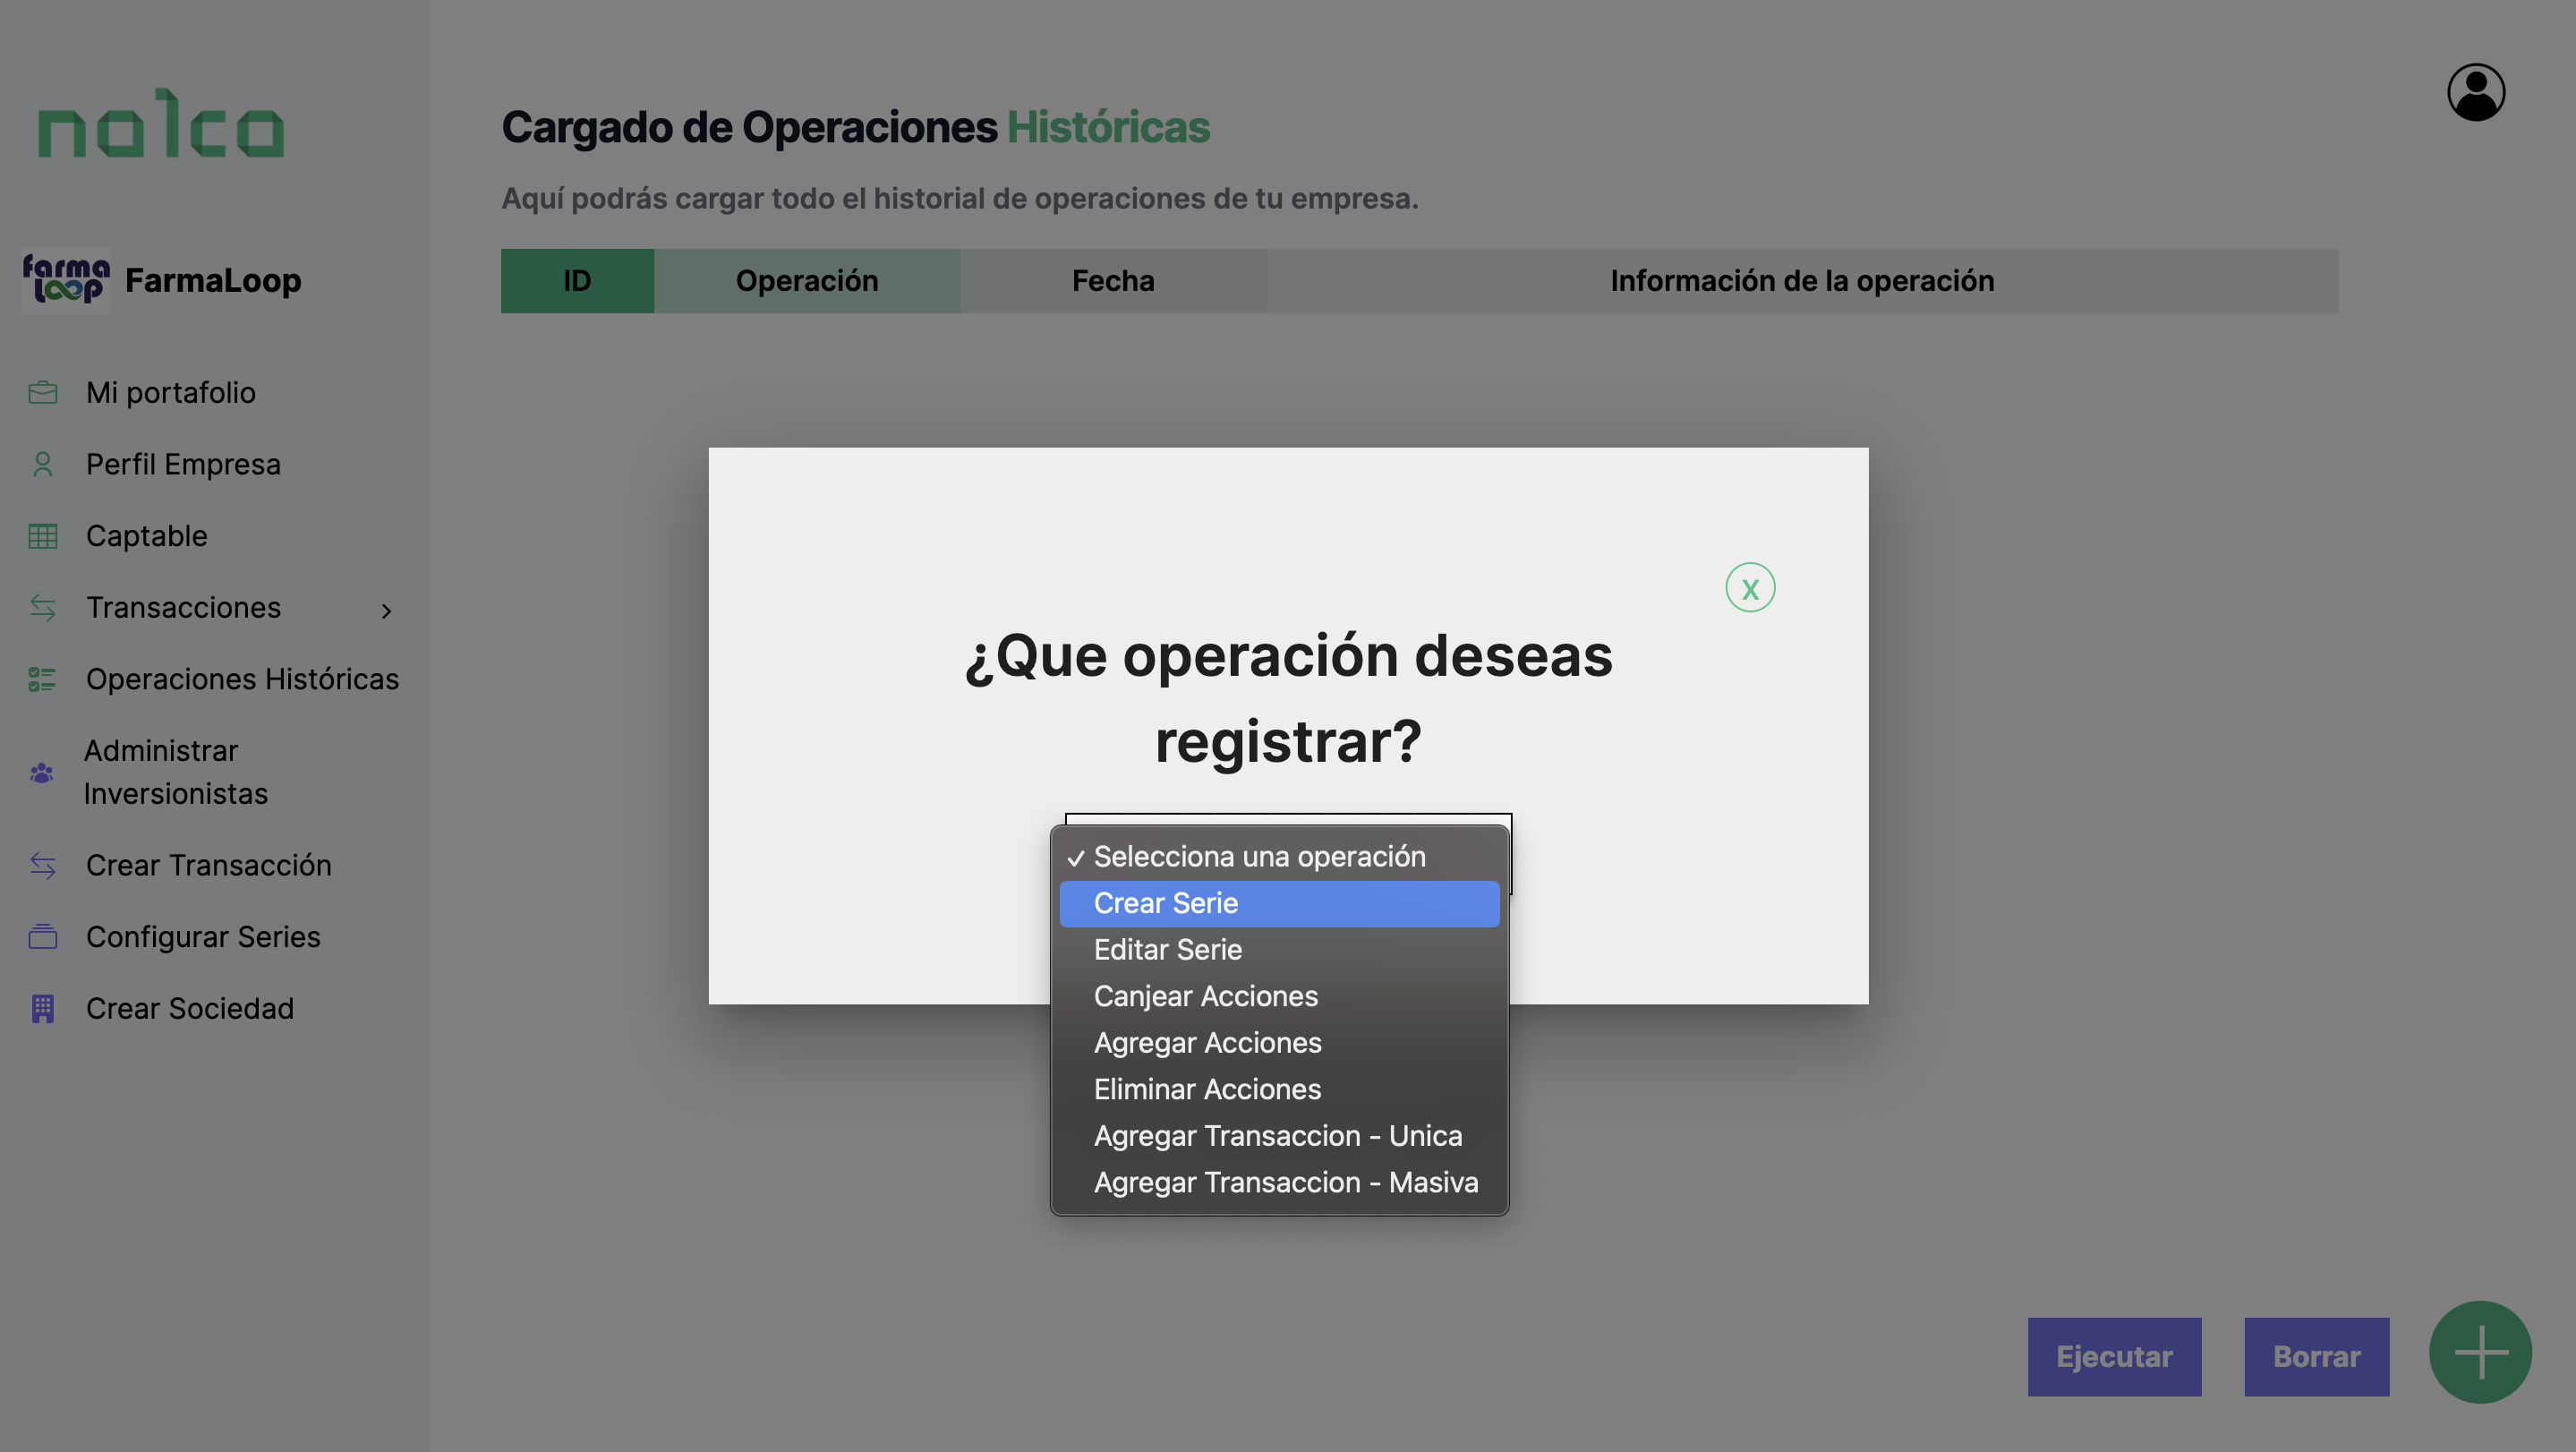 nalca
farma
loop
FarmaLoop
Mi portafolio
Perfil Empresa
Captable
Transacciones
Operaciones Históricas
Administrar
Inversionistas
Crear Transacción
Configurar Series
Crear Sociedad
Cargado de Operaciones Históricas
Aquí podrás cargar todo el historial de operaciones de tu empresa.
ID
Operación
Fecha
Información de la operación
X
¿Que operación deseas
registrar?
✓ Selecciona una operación
Crear Serie
Editar Serie
Canjear Acciones
Agregar Acciones
Eliminar Acciones
Agregar Transaccion - Unica
Agregar Transaccion - Masiva
Ejecutar
Borrar